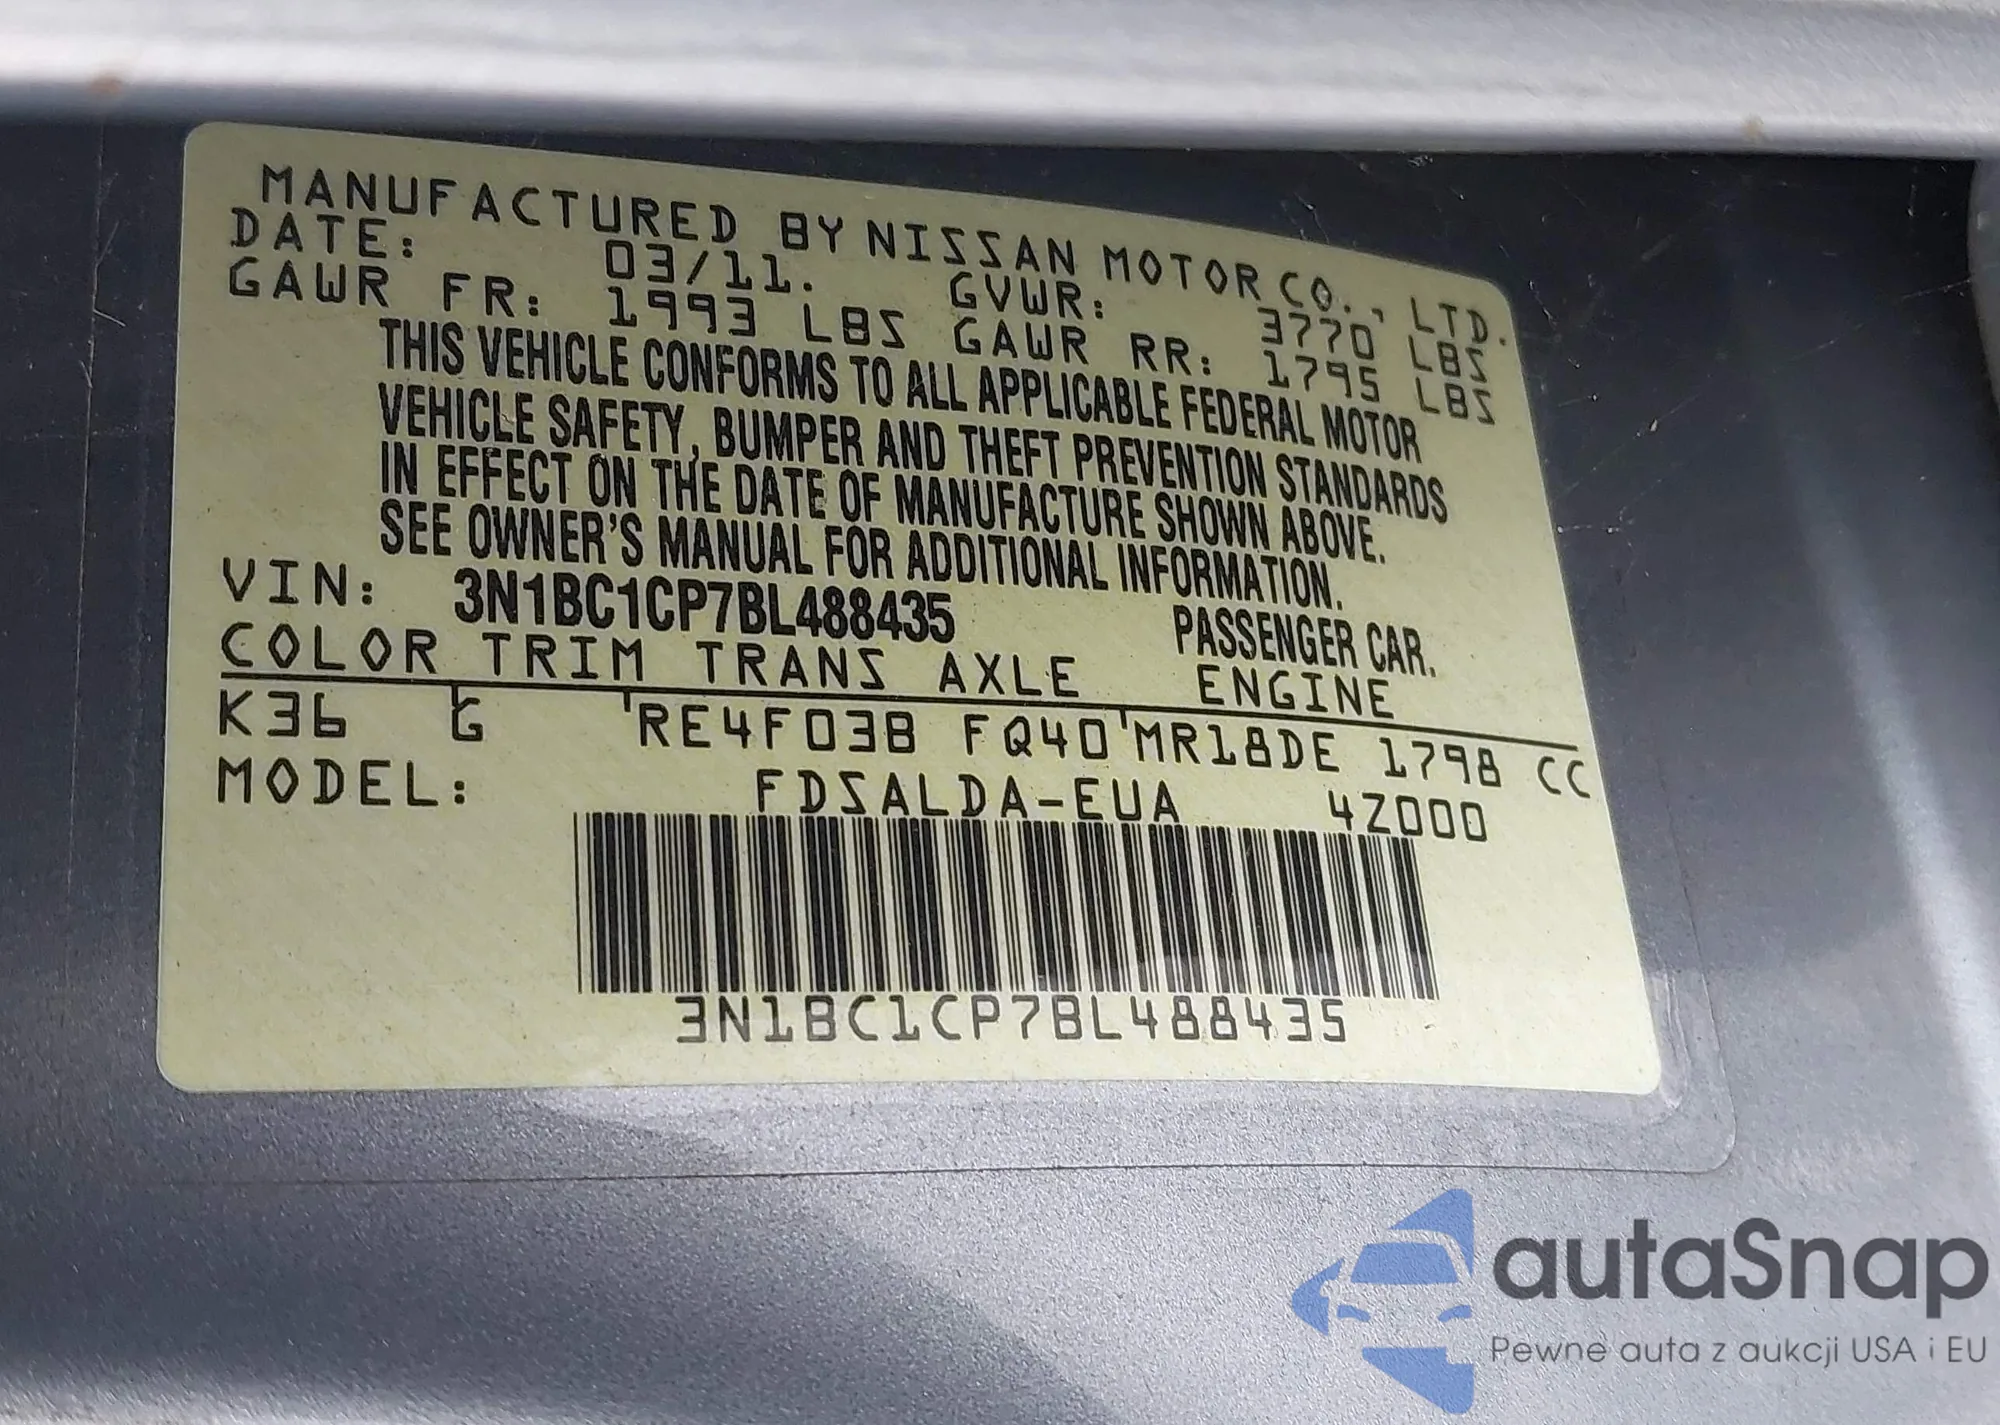 MANUFACTURED BY NISSAN MOTOR CO., LTD.
DATE: 03/11. GVWR: 3770 LBS
GAWR FR: 1993 LBS GAWR RR: 1795 LBS
THIS VEHICLE CONFORMS TO ALL APPLICABLE FEDERAL MOTOR
VEHICLE SAFETY, BUMPER AND THEFT PREVENTION STANDARDS
IN EFFECT ON THE DATE OF MANUFACTURE SHOWN ABOVE.
SEE OWNER'S MANUAL FOR ADDITIONAL INFORMATION.
VIN: 3N1BC1CP7BL488435 PASSENGER CAR.
COLOR TRIM TRANS AXLE ENGINE
K36 G RE4F03B FQ40 MR18DE 1798 CC
MODEL: FDSALDA-EUA 4Z000
3N1BC1CP7BL488435
autaSnap
Pewne auta z aukcji USA i EU